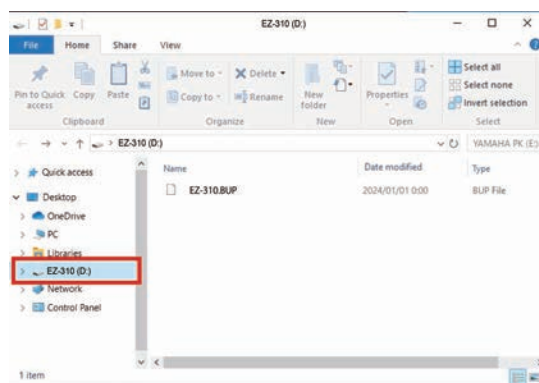 EZ-310 (D:)
File Home Share View
Pin to Quick access
Copy
Paste
Move to
Copy to
Delete
Rename
New folder
Properties
Select all
Select none
Invert selection
Clipboard Organize New Open Select
EZ-310 (D:)
YAMAHA PK (E:)
Quick access
Desktop
OneDrive
PC
Libraries
EZ-310 (D:)
Network
Control Panel
Name Date modified Type
EZ-310.BUP 2024/01/01 0:00 BUP File
1 item